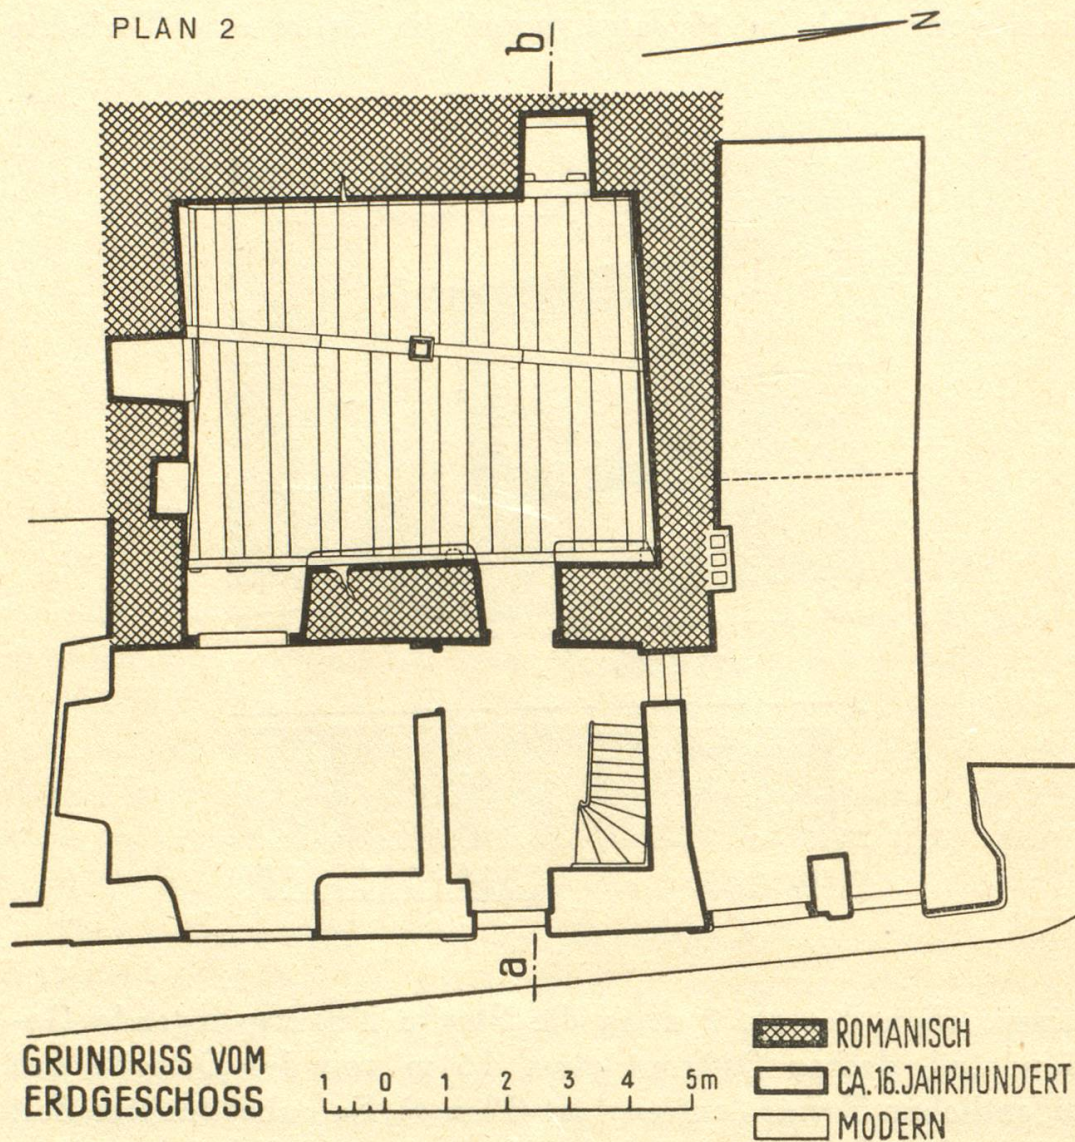 PLAN 2
b
N
a
GRUNDRISS VOM
ERDGESCHOSS
1 0 1 2 3 4 5m
ROMANISCH
CA.16.JAHRHUNDERT
MODERN